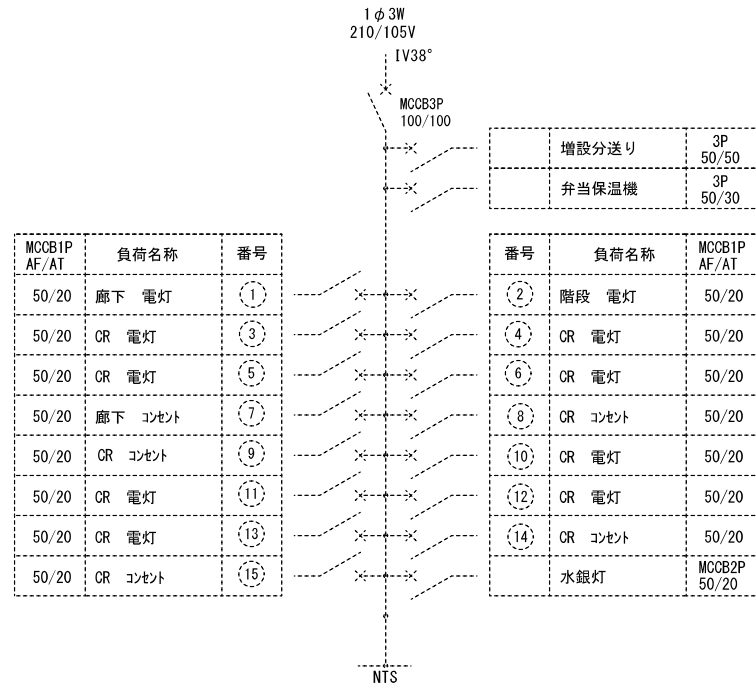 1φ3W
210/105V
IV38°
MCCB3P
100/100
増設分送り 3P 50/50
弁当保温機 3P 50/30
MCCB1P AF/AT 負荷名称 番号
50/20 廊下 電灯 1
50/20 CR 電灯 3
50/20 CR 電灯 5
50/20 廊下 コンセント 7
50/20 CR コンセント 9
50/20 CR 電灯 11
50/20 CR 電灯 13
50/20 CR コンセント 15
番号 負荷名称 MCCB1P AF/AT
2 階段 電灯 50/20
4 CR 電灯 50/20
6 CR 電灯 50/20
8 CR コンセント 50/20
10 CR 電灯 50/20
12 CR 電灯 50/20
14 CR コンセント 50/20
水銀灯 MCCB2P 50/20
NTS